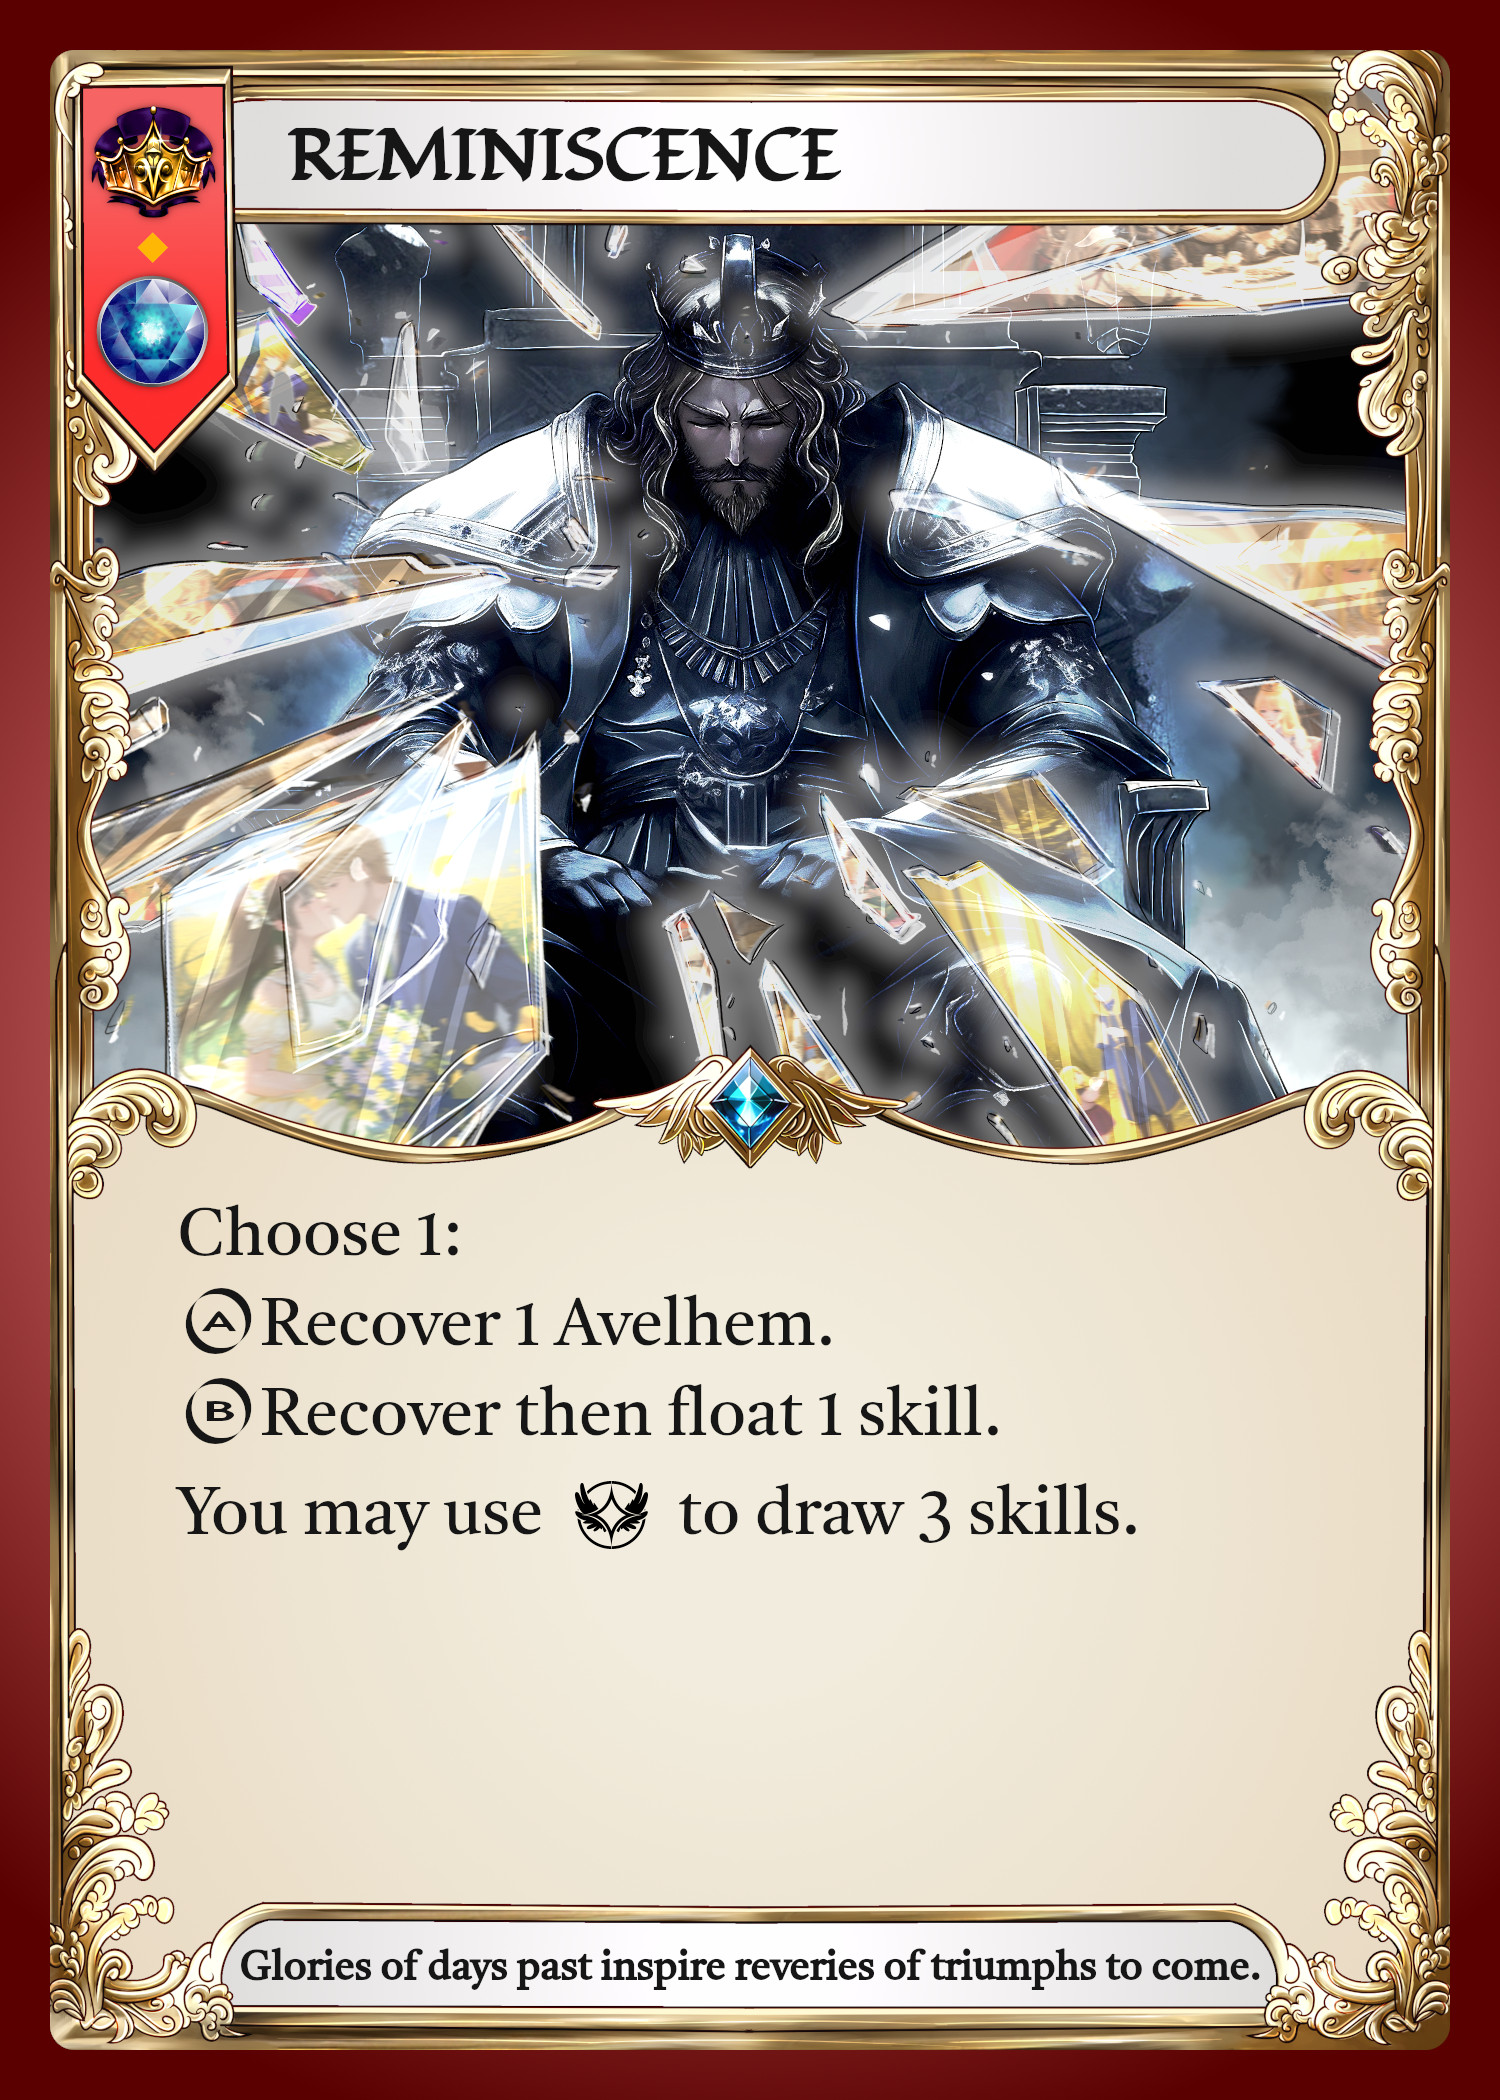 REMINISCENCE
Choose 1:
A Recover 1 Avelhem.
B Recover then float 1 skill.
You may use to draw 3 skills.
Glories of days past inspire reveries of triumphs to come.